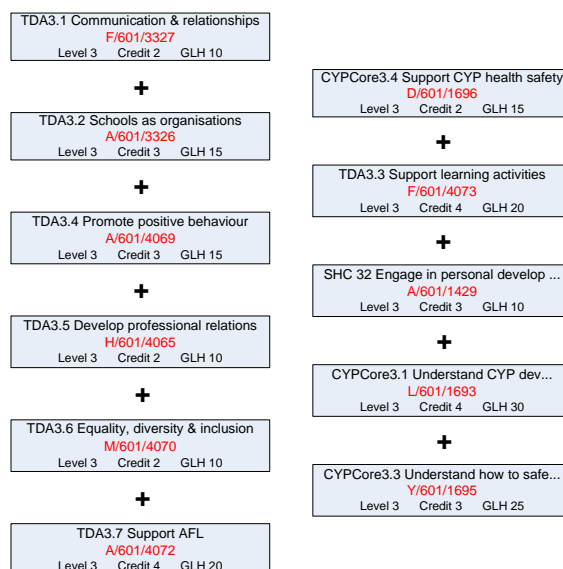 TDA3.1 Communication & relationships
F/601/3327
Level 3 Credit 2 GLH 10
+
TDA3.2 Schools as organisations
A/601/3326
Level 3 Credit 3 GLH 15
+
TDA3.4 Promote positive behaviour
A/601/4069
Level 3 Credit 3 GLH 15
+
TDA3.5 Develop professional relations
H/601/4065
Level 3 Credit 2 GLH 10
+
TDA3.6 Equality, diversity & inclusion
M/601/4070
Level 3 Credit 2 GLH 10
+
TDA3.7 Support AFL
A/601/4072
Level 3 Credit 4 GLH 20
CYPCore3.4 Support CYP health safety
D/601/1696
Level 3 Credit 2 GLH 15
+
TDA3.3 Support learning activities
F/601/4073
Level 3 Credit 4 GLH 20
+
SHC 32 Engage in personal develop ...
A/601/1429
Level 3 Credit 3 GLH 10
+
CYPCore3.1 Understand CYP dev...
L/601/1693
Level 3 Credit 4 GLH 30
+
CYPCore3.3 Understand how to safe...
Y/601/1695
Level 3 Credit 3 GLH 25